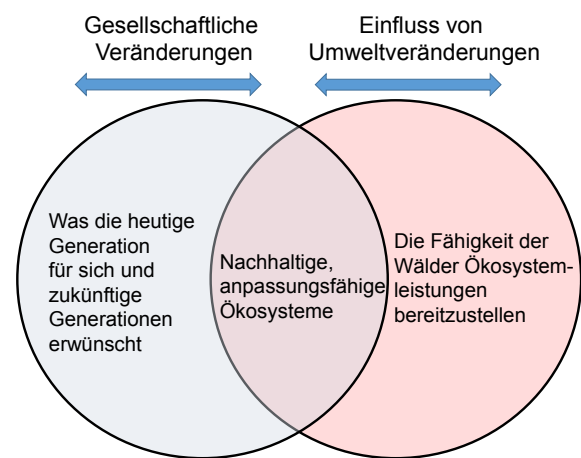 Gesellschaftliche
Veränderungen
Einfluss von
Umweltveränderungen
Was die heutige
Generation
für sich und
zukünftige
Generationen
erwünscht
Nachhaltige,
anpassungsfähige
Ökosysteme
Die Fähigkeit der
Wälder Ökosystem-
leistungen
bereitzustellen